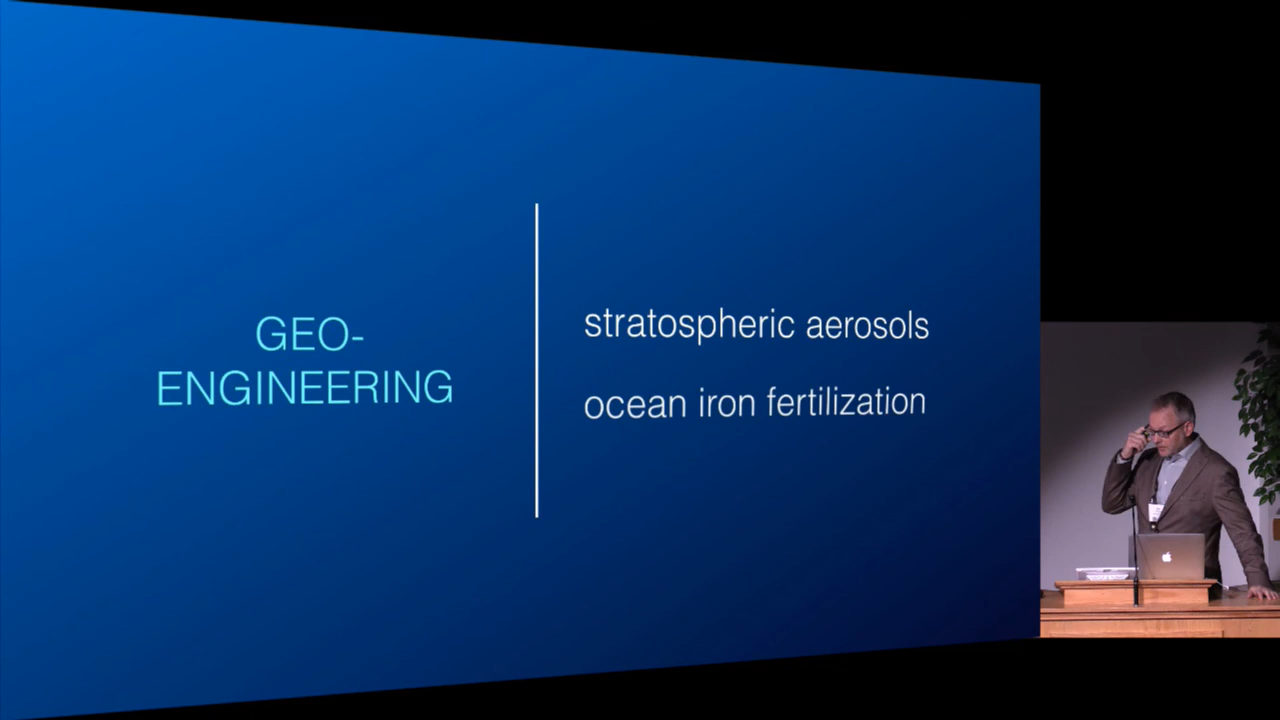 GEO-
ENGINEERING
stratospheric aerosols
ocean iron fertilization